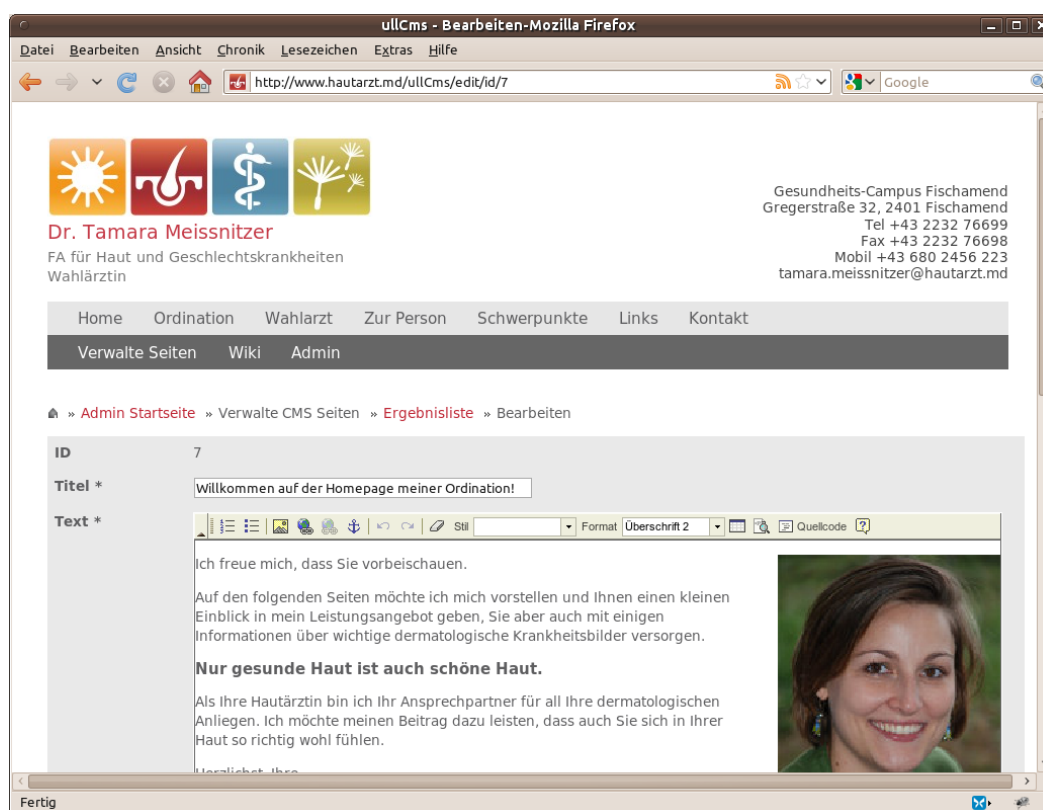 ullCms - Bearbeiten-Mozilla Firefox
Datei Bearbeiten Ansicht Chronik Lesezeichen Extras Hilfe
http://www.hautarzt.md/ullCms/edit/id/7
Google
Dr. Tamara Meissnitzer
FA für Haut und Geschlechtskrankheiten
Wahlärztin
Gesundheits-Campus Fischamend
Gregerstraße 32, 2401 Fischamend
Tel +43 2232 76699
Fax +43 2232 76698
Mobil +43 680 2456 223
tamara.meissnitzer@hautarzt.md
Home Ordination Wahlarzt Zur Person Schwerpunkte Links Kontakt
Verwalte Seiten Wiki Admin
» Admin Startseite » Verwalte CMS Seiten » Ergebnisliste » Bearbeiten
ID 7
Titel * Willkommen auf der Homepage meiner Ordination!
Text *
Stil Format Überschrift 2 Quellcode
Ich freue mich, dass Sie vorbeischauen.
Auf den folgenden Seiten möchte ich mich vorstellen und Ihnen einen kleinen
Einblick in mein Leistungsangebot geben, Sie aber auch mit einigen
Informationen über wichtige dermatologische Krankheitsbilder versorgen.
Nur gesunde Haut ist auch schöne Haut.
Als Ihre Hautärztin bin ich Ihr Ansprechpartner für all Ihre dermatologischen
Anliegen. Ich möchte meinen Beitrag dazu leisten, dass auch Sie sich in Ihrer
Haut so richtig wohl fühlen.
Fertig